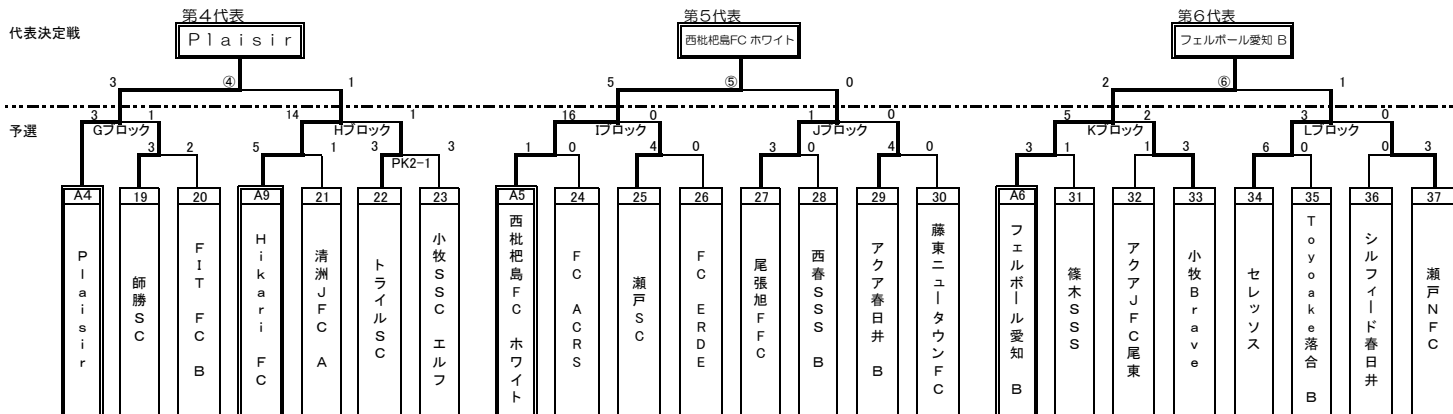 第4代表 第5代表 第6代表
代表決定戦 Plaisir 西枇杷島FC ホワイト フェルボール愛知 B
3 ④ 1 5 ⑤ 0 2 ⑥ 1
3 1 14 1 16 0 1 0 5 2 3 0
予選 Gブロック Hブロック Iブロック Jブロック Kブロック Lブロック
3 2 5 1 3 3 1 0 4 0 3 0 4 0 3 1 1 3 6 0 0 3
PK2-1
A4 19 20 A9 21 22 23 A5 24 25 26 27 28 29 30 A6 31 32 33 34 35 36 37
Plaisir
師勝SC
FIT FC B
Hikari FC
清洲JFC A
トライルSC
小牧SSC エルフ
西枇杷島FC ホワイト
FC ACRS
瀬戸SC
FC ERDE
尾張旭FFC
西春SSS B
アクア春日井 B
藤東ニュータウンFC
フェルボール愛知 B
篠木SSS
アクアJFC尾東
小牧Brave
セレッソス
Toyoake落合 B
シルフィード春日井
瀬戸NFC